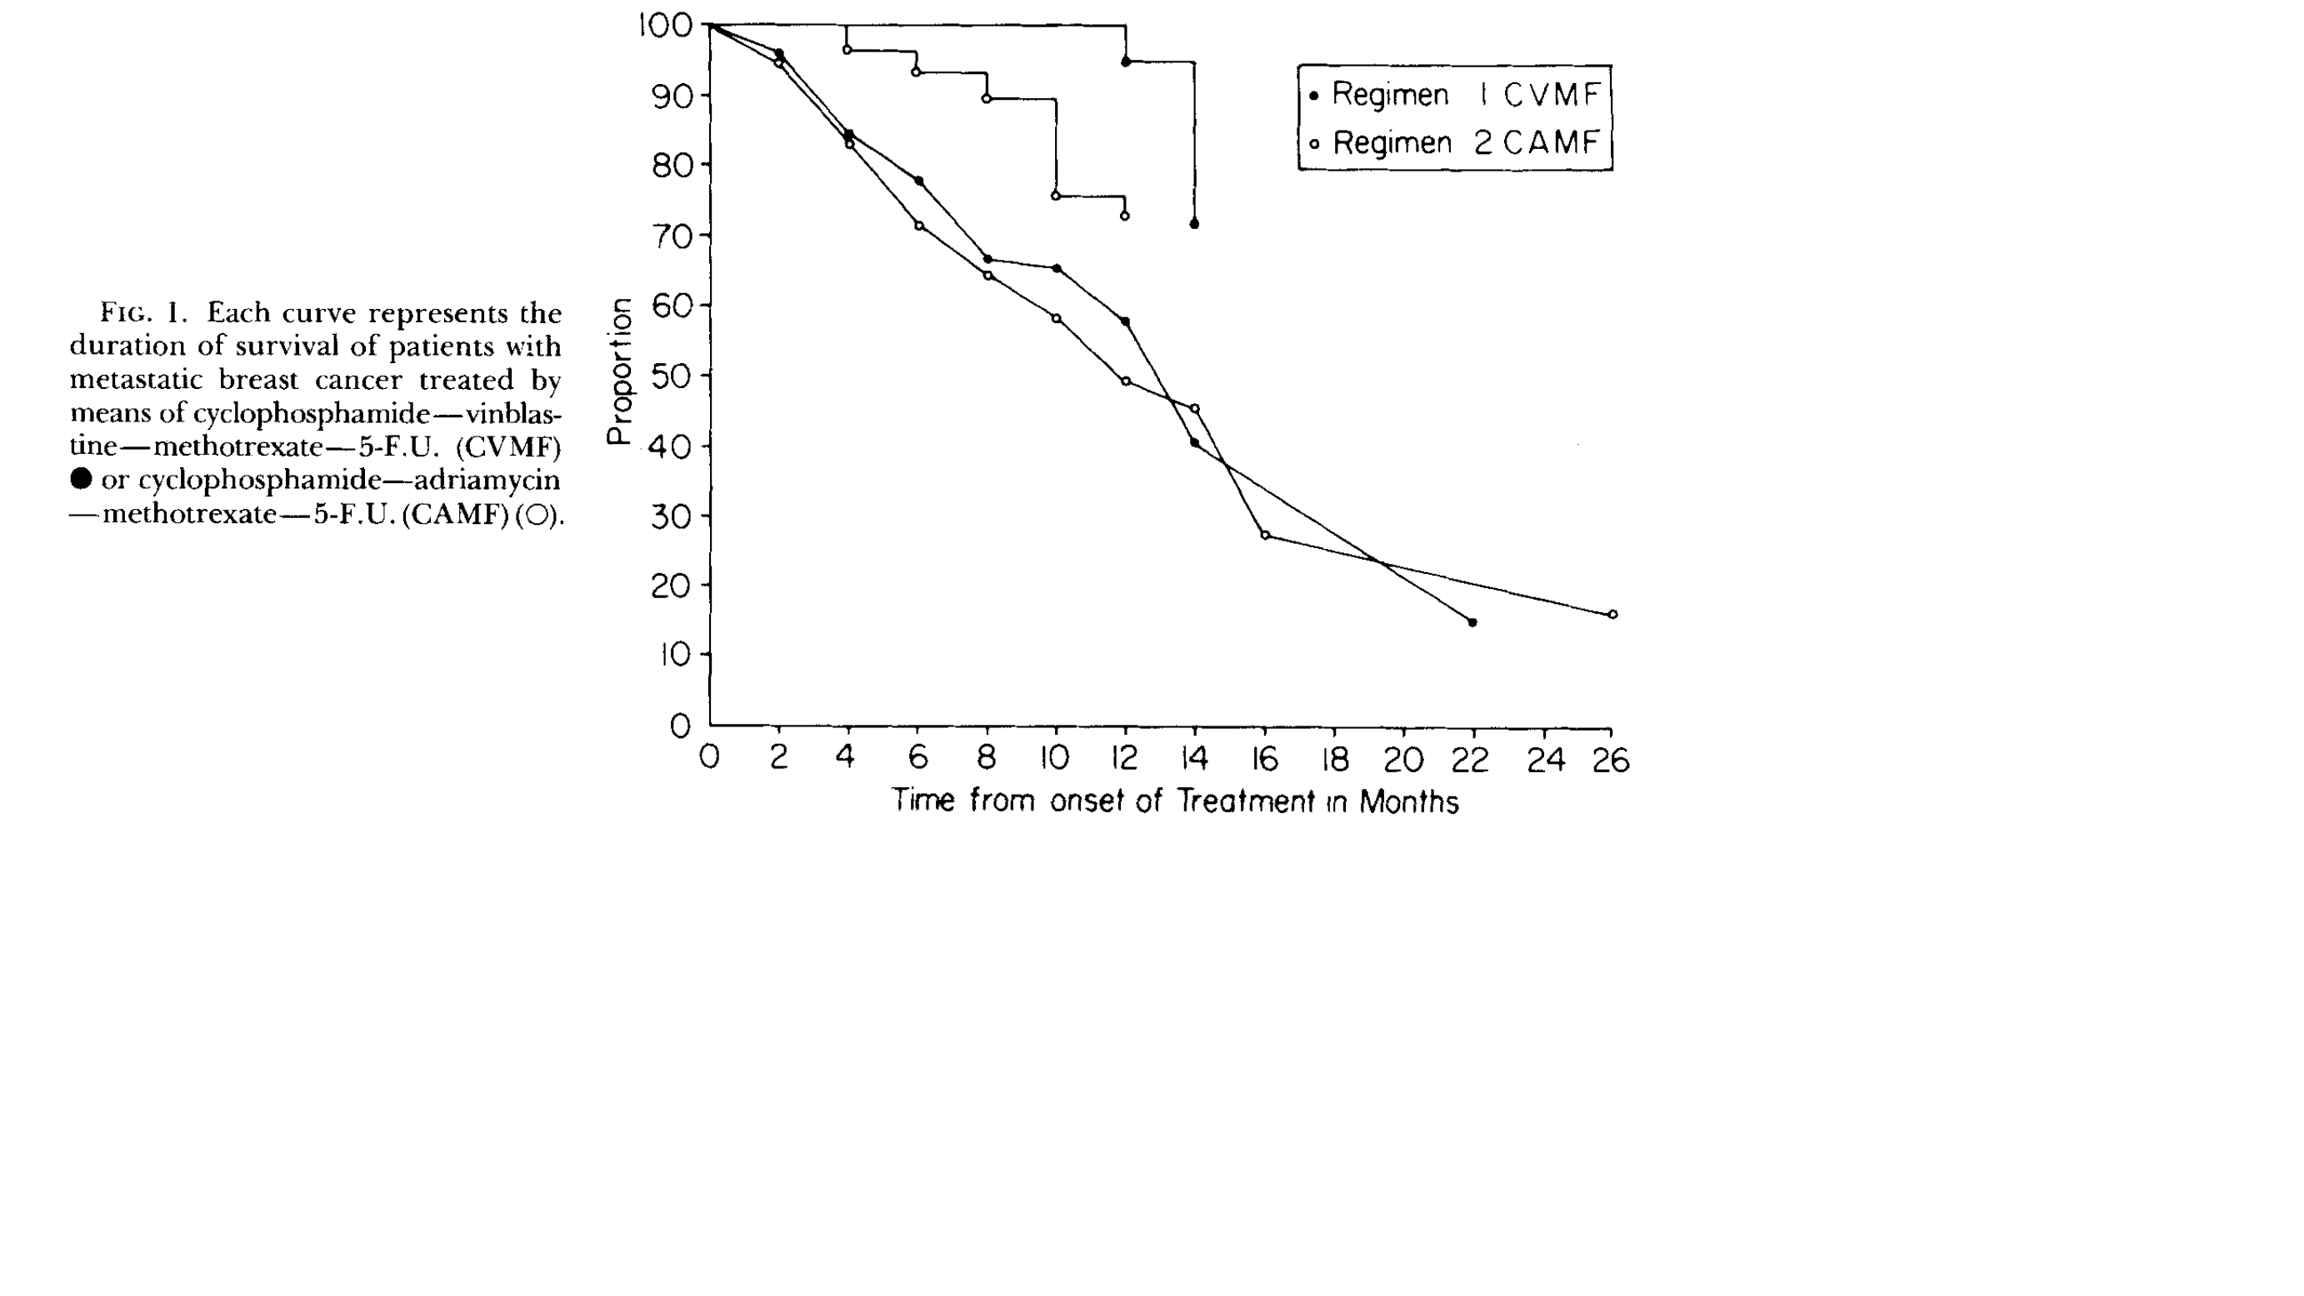 FIG. 1. Each curve represents the
duration of survival of patients with
metastatic breast cancer treated by
means of cyclophosphamide—vinblas-
tine—methotrexate—5-F.U. (CVMF)
● or cyclophosphamide—adriamycin
—methotrexate—5-F.U. (CAMF) (○).
Proportion
100
90
80
70
60
50
40
30
20
10
0
0 2 4 6 8 10 12 14 16 18 20 22 24 26
Time from onset of Treatment in Months
• Regimen 1 CVMF
○ Regimen 2 CAMF